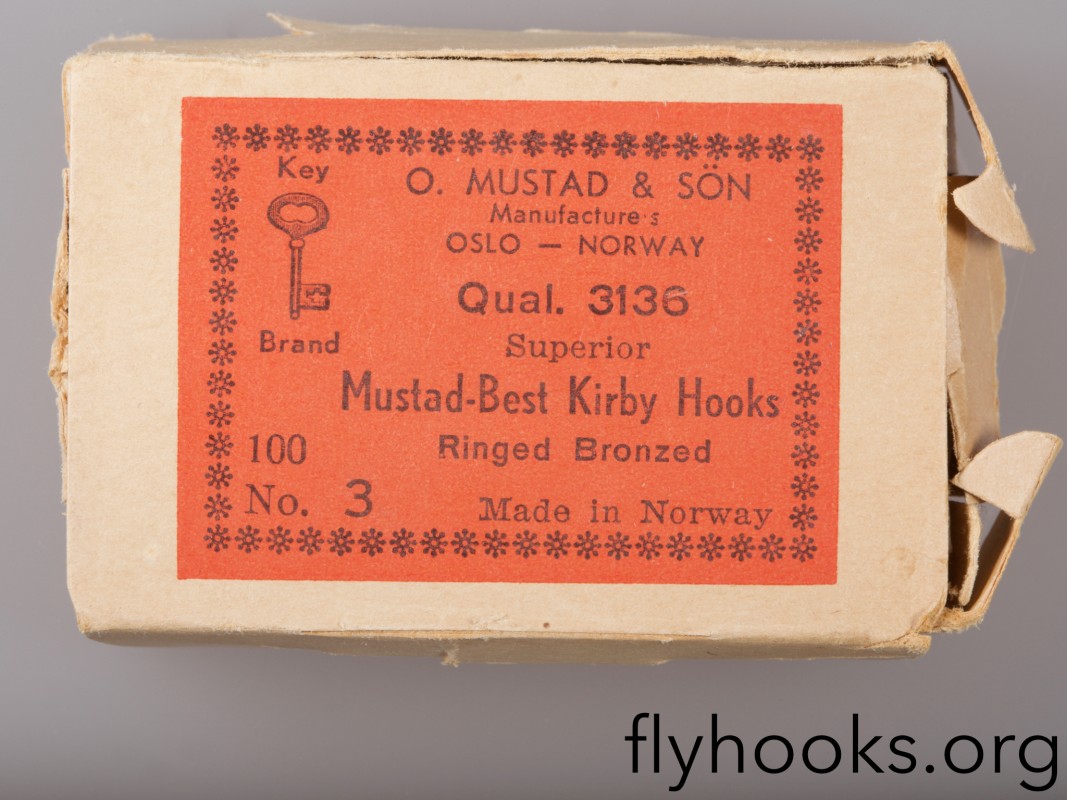 Key
Brand
O. MUSTAD & SÖN
Manufacture s
OSLO — NORWAY
Qual. 3136
Superior
Mustad-Best Kirby Hooks
Ringed Bronzed
100
No. 3
Made in Norway
flyhooks.org